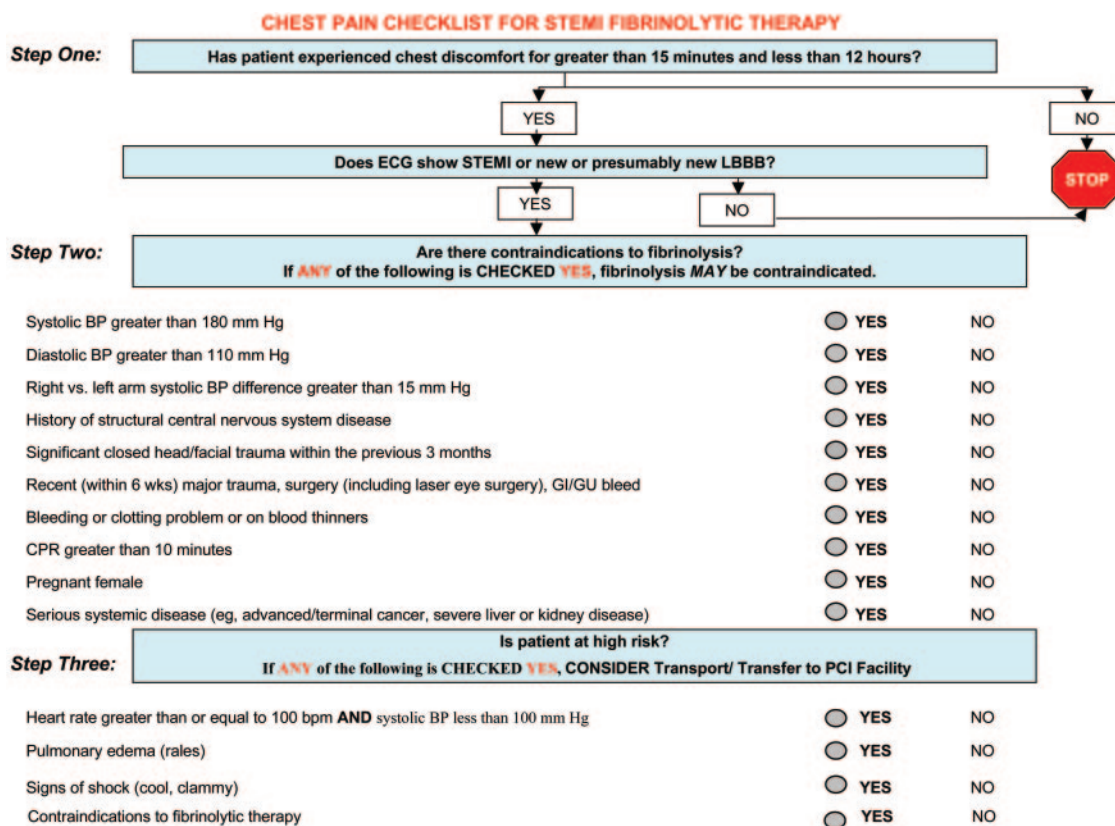 CHEST PAIN CHECKLIST FOR STEMI FIBRINOLYTIC THERAPY
Step One:
Has patient experienced chest discomfort for greater than 15 minutes and less than 12 hours?
YES
NO
Does ECG show STEMI or new or presumably new LBBB?
STOP
YES
NO
Step Two:
Are there contraindications to fibrinolysis?
If ANY of the following is CHECKED YES, fibrinolysis MAY be contraindicated.
Systolic BP greater than 180 mm Hg YES NO
Diastolic BP greater than 110 mm Hg YES NO
Right vs. left arm systolic BP difference greater than 15 mm Hg YES NO
History of structural central nervous system disease YES NO
Significant closed head/facial trauma within the previous 3 months YES NO
Recent (within 6 wks) major trauma, surgery (including laser eye surgery), GI/GU bleed YES NO
Bleeding or clotting problem or on blood thinners YES NO
CPR greater than 10 minutes YES NO
Pregnant female YES NO
Serious systemic disease (eg, advanced/terminal cancer, severe liver or kidney disease) YES NO
Step Three:
Is patient at high risk?
If ANY of the following is CHECKED YES, CONSIDER Transport/ Transfer to PCI Facility
Heart rate greater than or equal to 100 bpm AND systolic BP less than 100 mm Hg YES NO
Pulmonary edema (rales) YES NO
Signs of shock (cool, clammy) YES NO
Contraindications to fibrinolytic therapy YES NO